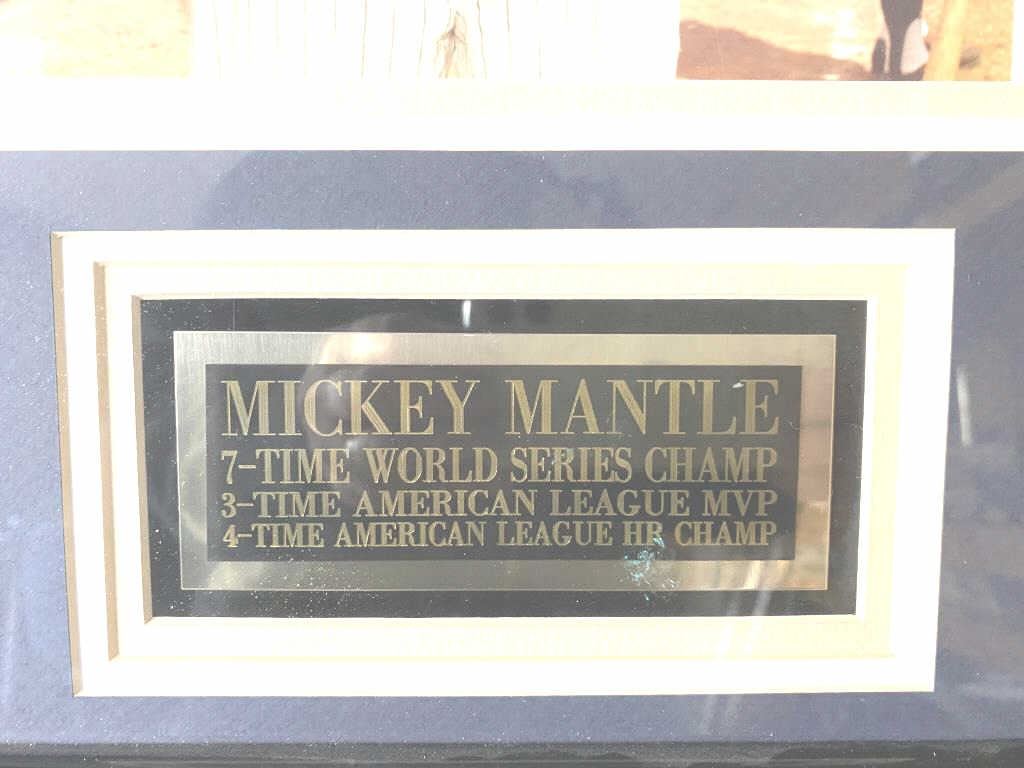 MICKEY MANTLE
7-TIME WORLD SERIES CHAMP
3-TIME AMERICAN LEAGUE MVP
4-TIME AMERICAN LEAGUE HR CHAMP